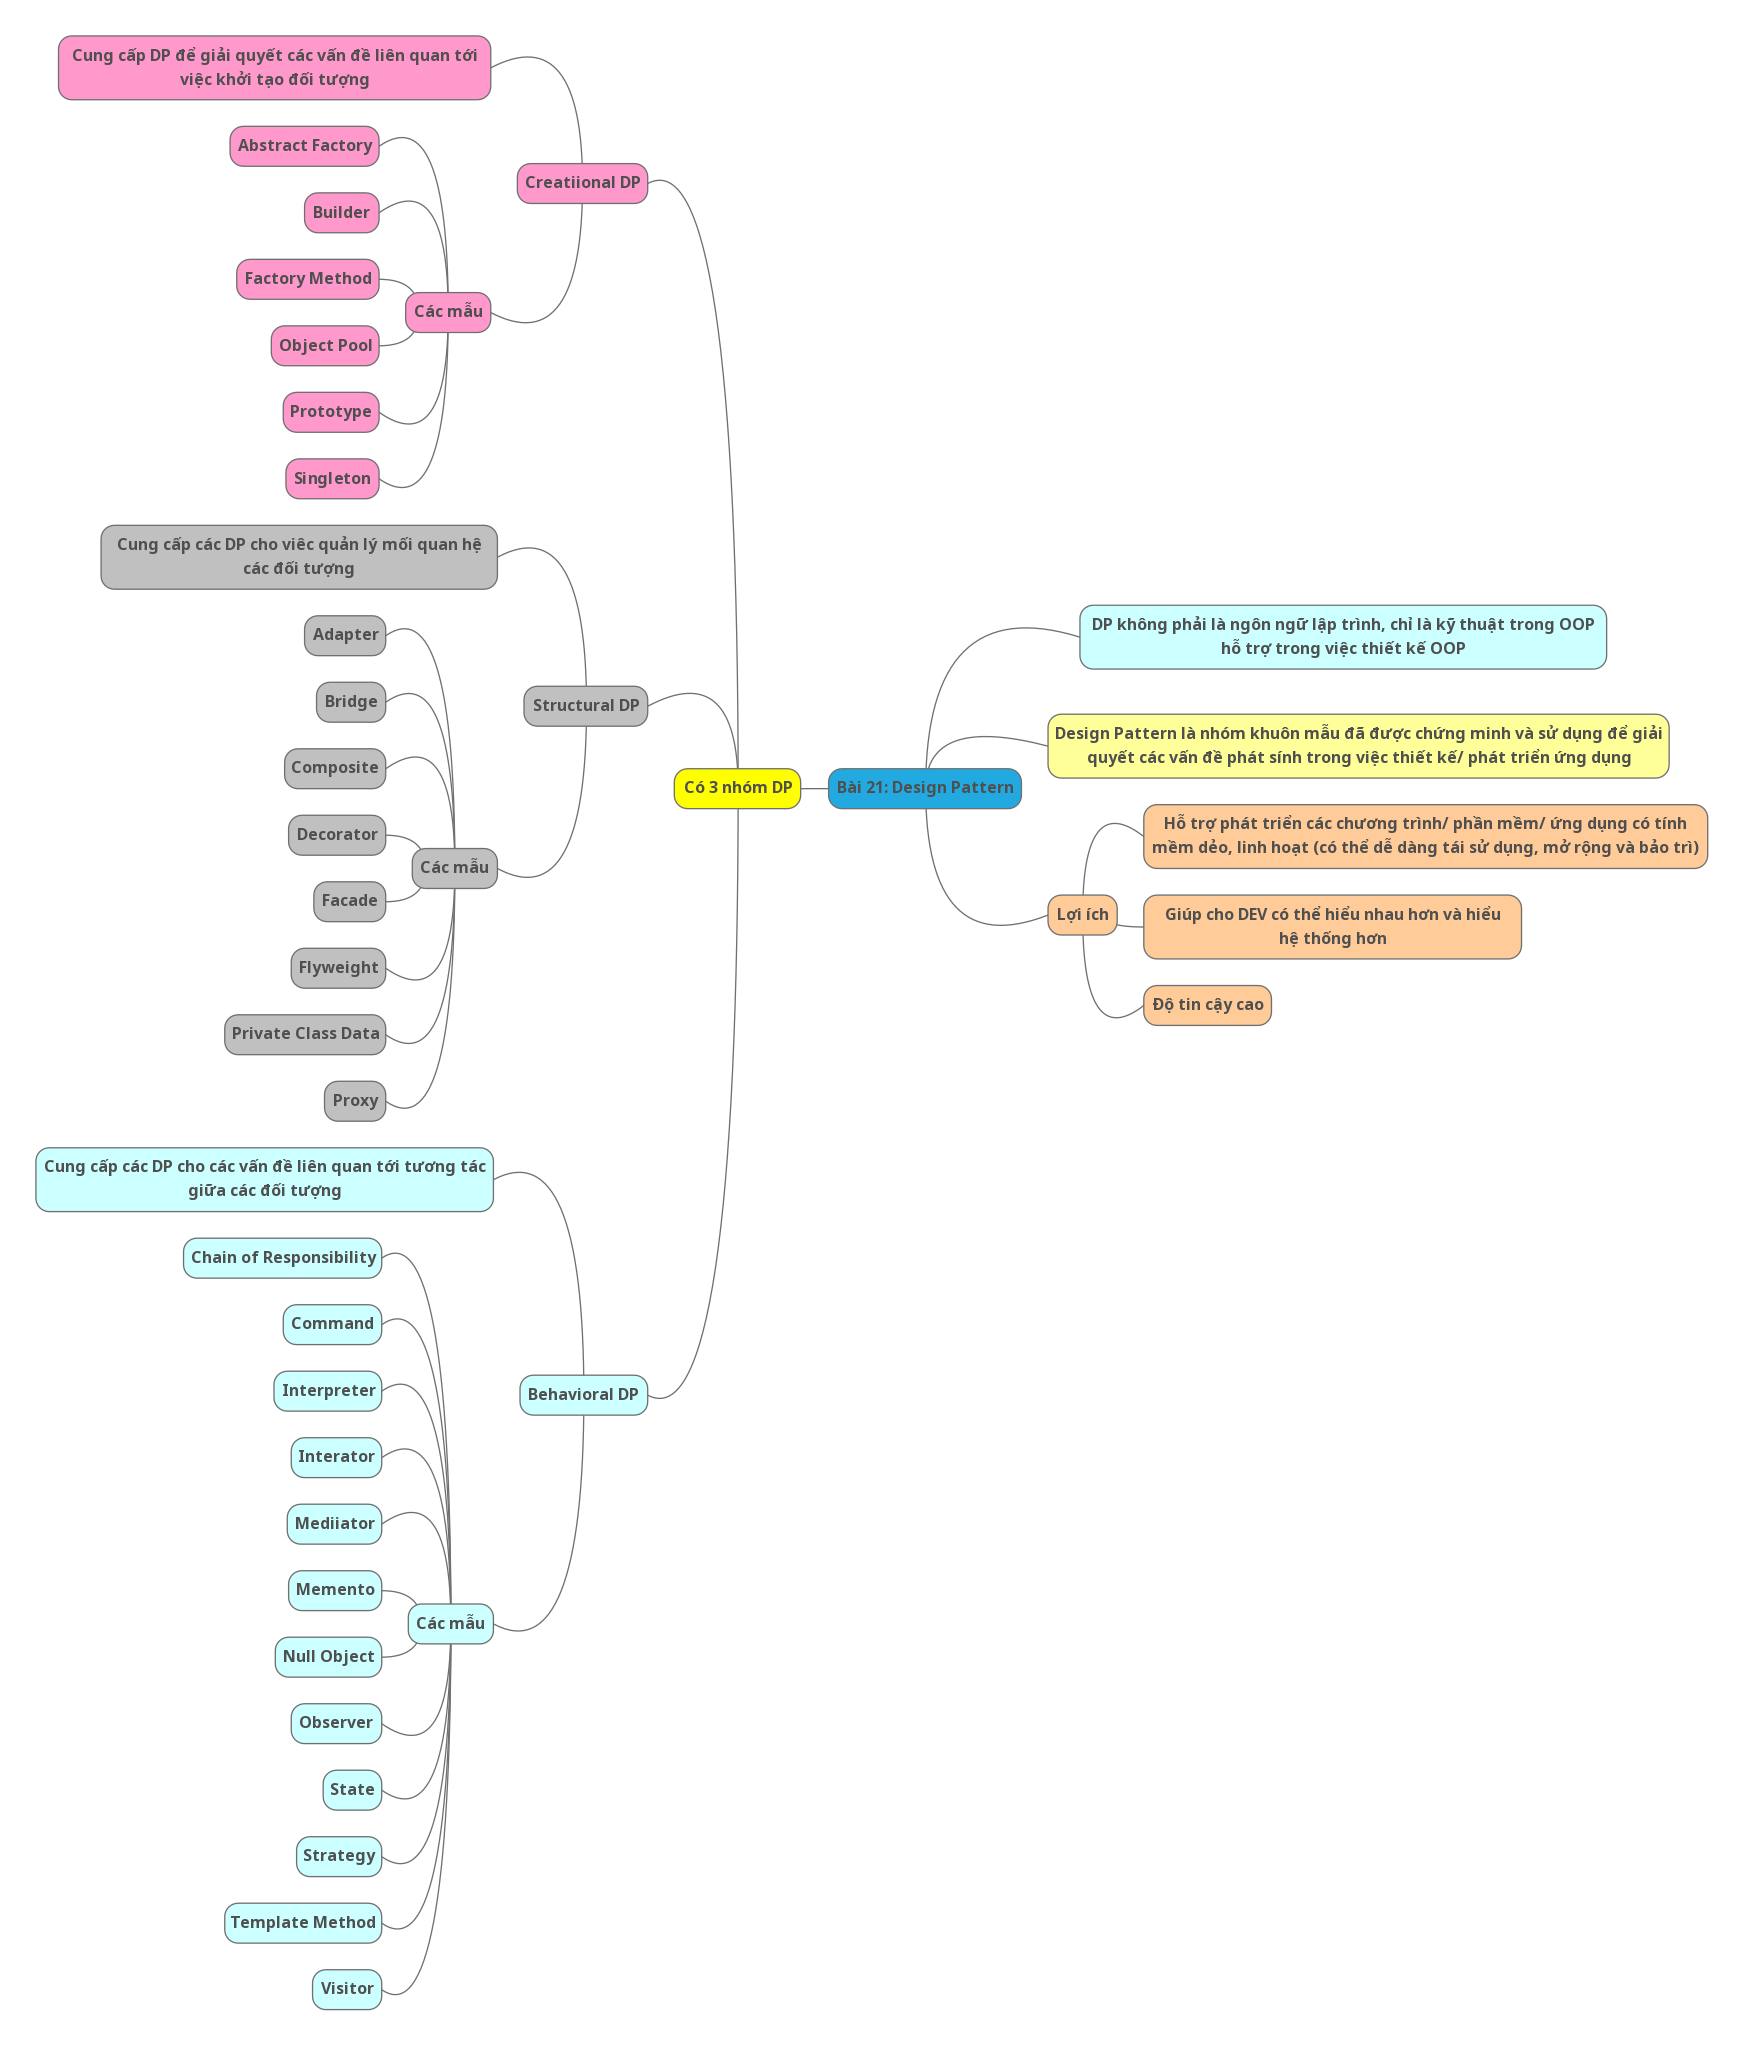 Cung cấp DP để giải quyết các vấn đề liên quan tới
việc khởi tạo đối tượng
Abstract Factory
Builder
Factory Method
Object Pool
Prototype
Singleton
Các mẫu
Creatiional DP
Cung cấp các DP cho viêc quản lý mối quan hệ
các đối tượng
Adapter
Bridge
Composite
Decorator
Facade
Flyweight
Private Class Data
Proxy
Các mẫu
Structural DP
Cung cấp các DP cho các vấn đề liên quan tới tương tác
giữa các đối tượng
Chain of Responsibility
Command
Interpreter
Interator
Mediiator
Memento
Null Object
Observer
State
Strategy
Template Method
Visitor
Các mẫu
Behavioral DP
Có 3 nhóm DP
Bài 21: Design Pattern
DP không phải là ngôn ngữ lập trình, chỉ là kỹ thuật trong OOP
hỗ trợ trong việc thiết kế OOP
Design Pattern là nhóm khuôn mẫu đã được chứng minh và sử dụng để giải
quyết các vấn đề phát sính trong việc thiết kế/ phát triển ứng dụng
Lợi ích
Hỗ trợ phát triển các chương trình/ phần mềm/ ứng dụng có tính
mềm dẻo, linh hoạt (có thể dễ dàng tái sử dụng, mở rộng và bảo trì)
Giúp cho DEV có thể hiểu nhau hơn và hiểu
hệ thống hơn
Độ tin cậy cao